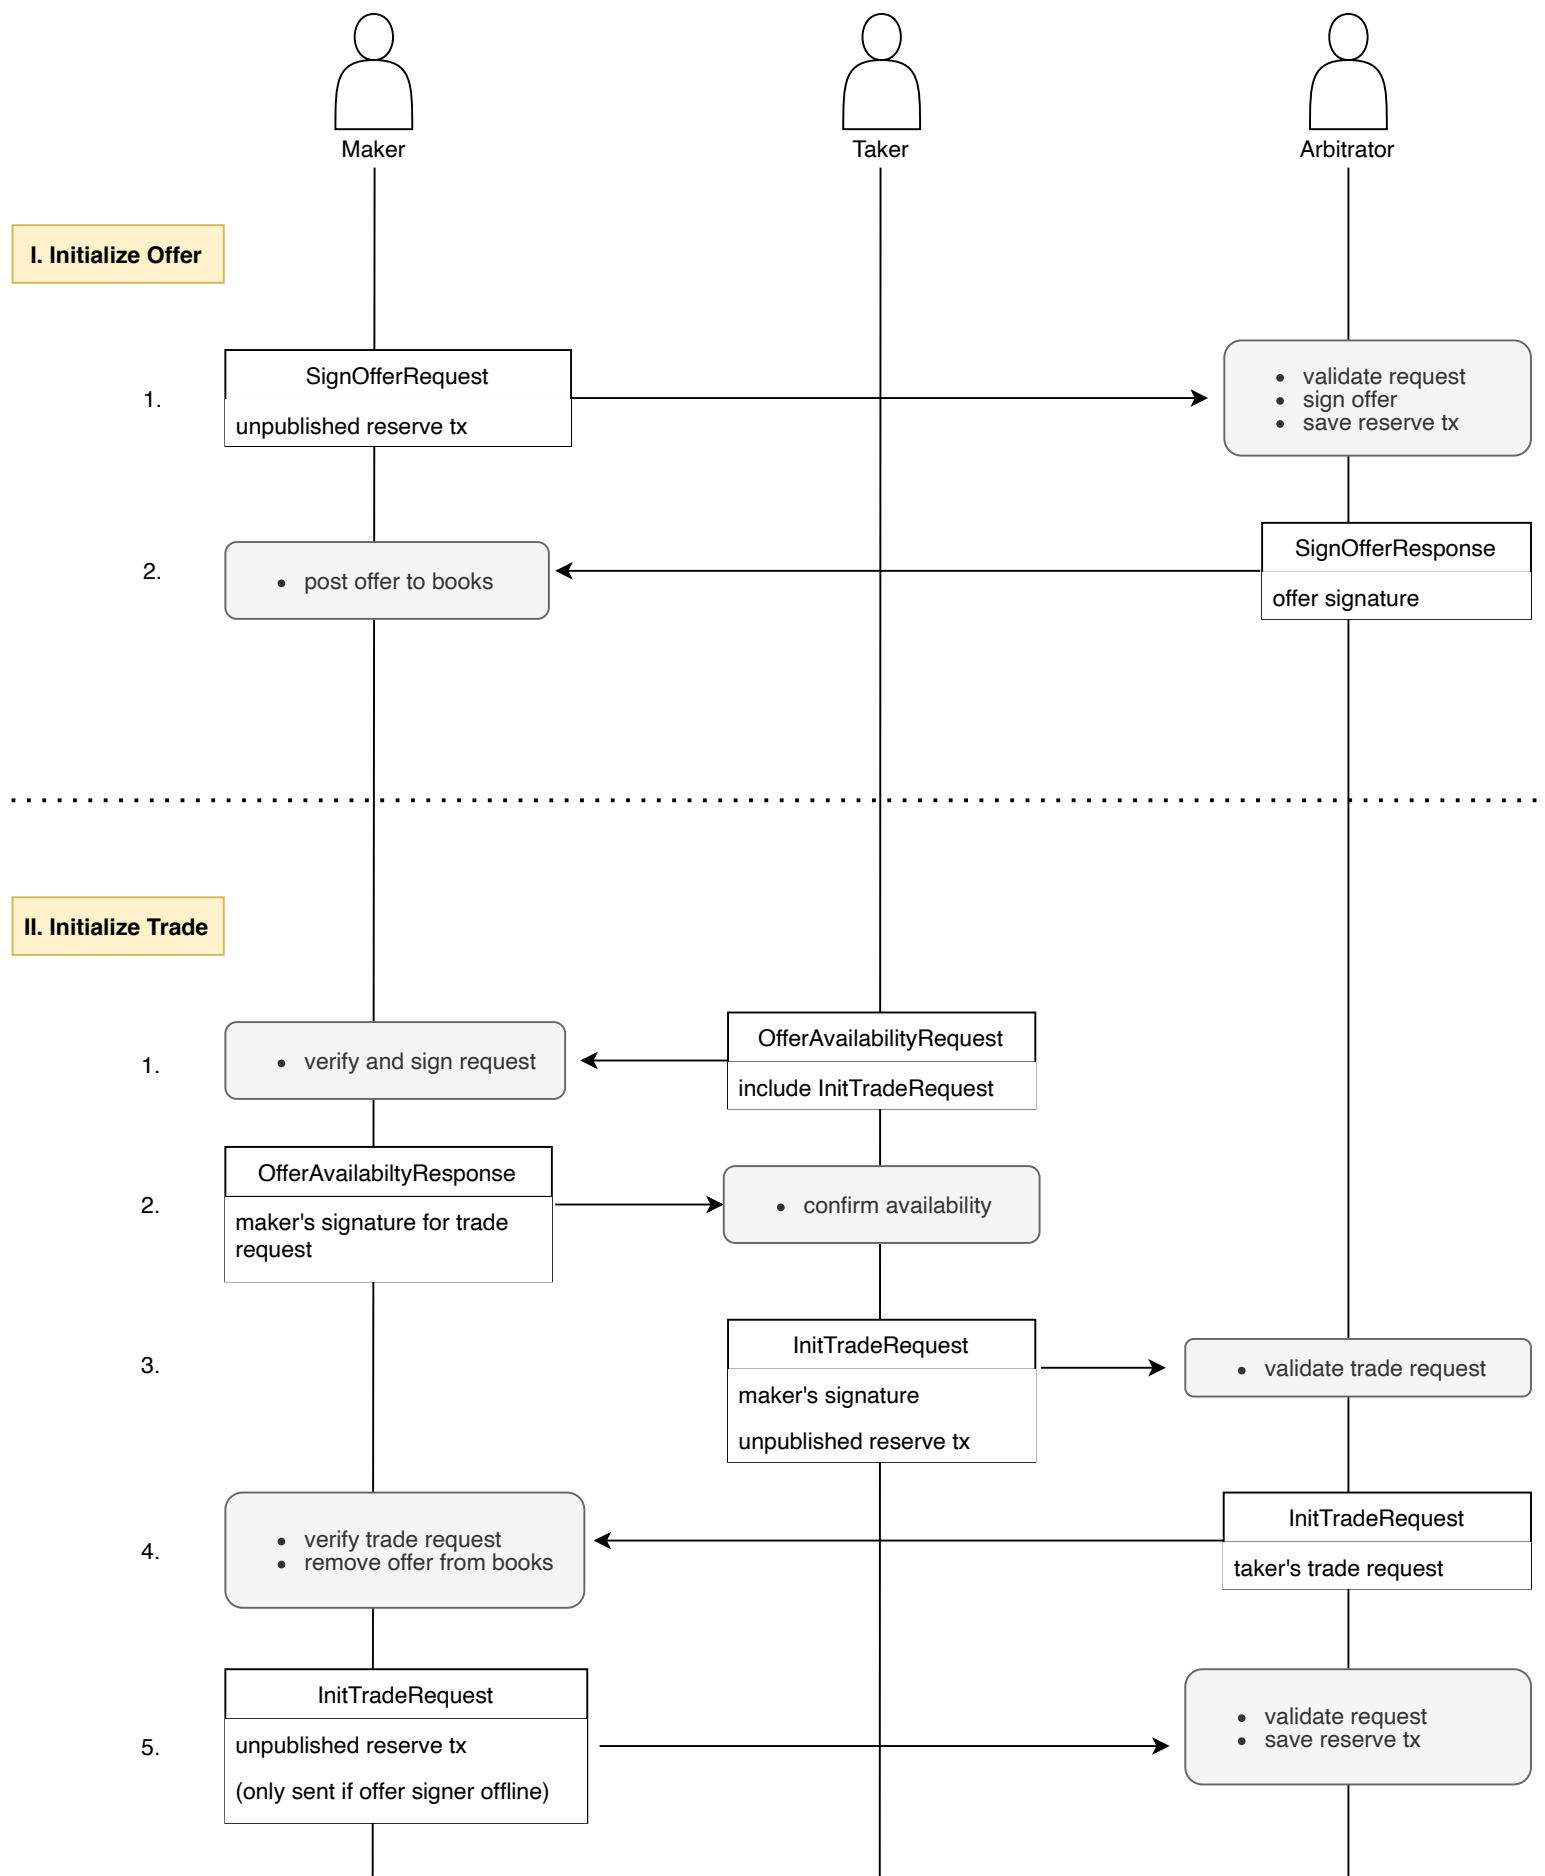 Maker
Taker
Arbitrator
I. Initialize Offer
1.
SignOfferRequest
unpublished reserve tx
• validate request
• sign offer
• save reserve tx
2.
• post offer to books
SignOfferResponse
offer signature
II. Initialize Trade
1.
• verify and sign request
OfferAvailabilityRequest
include InitTradeRequest
2.
OfferAvailabiltyResponse
maker's signature for trade
request
• confirm availability
3.
InitTradeRequest
maker's signature
unpublished reserve tx
• validate trade request
4.
• verify trade request
• remove offer from books
InitTradeRequest
taker's trade request
5.
InitTradeRequest
unpublished reserve tx
(only sent if offer signer offline)
• validate request
• save reserve tx